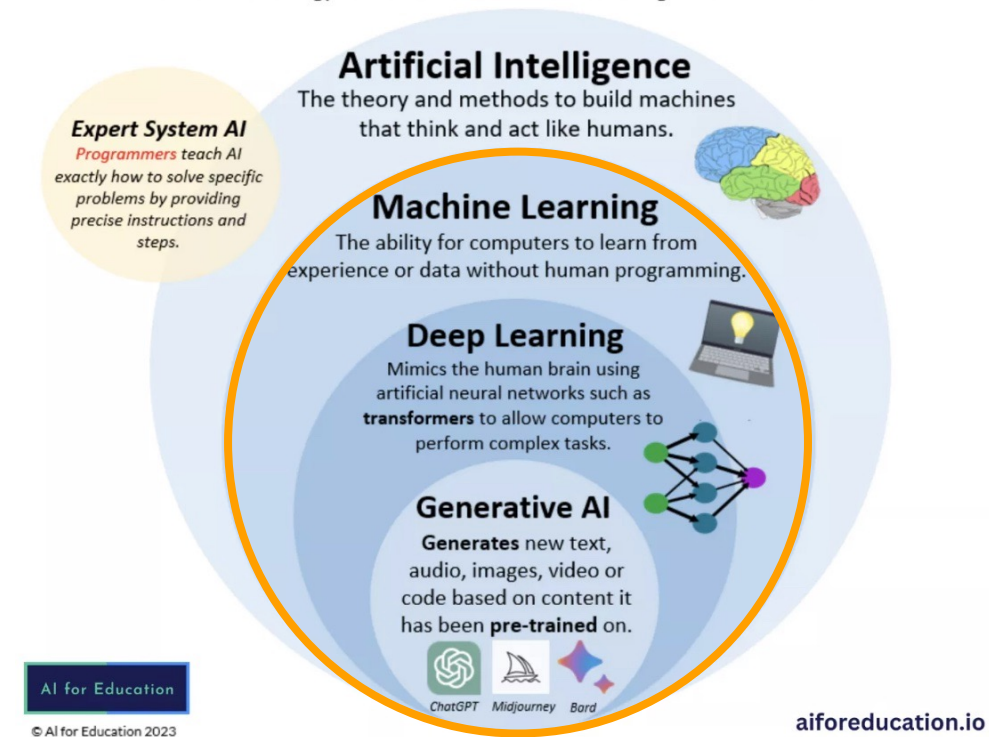 Artificial Intelligence
The theory and methods to build machines
that think and act like humans.
Expert System AI
Programmers teach AI
exactly how to solve specific
problems by providing
precise instructions and
steps.
Machine Learning
The ability for computers to learn from
experience or data without human programming.
Deep Learning
Mimics the human brain using
artificial neural networks such as
transformers to allow computers to
perform complex tasks.
Generative AI
Generates new text,
audio, images, video or
code based on content it
has been pre-trained on.
ChatGPT Midjourney Bard
AI for Education
© AI for Education 2023
aiforeducation.io